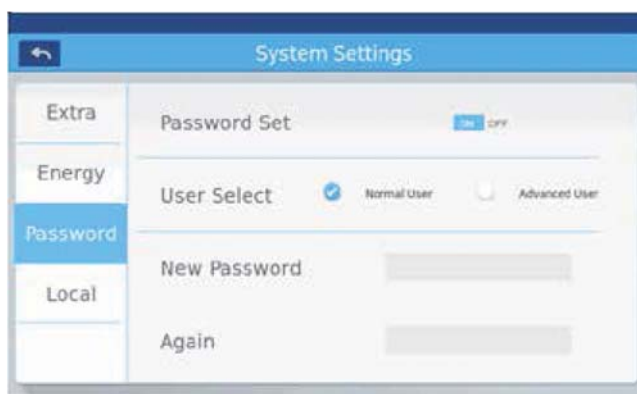 System Settings
Extra
Password Set ON OFF
Energy
User Select Normal User Advanced User
Password
New Password
Local
Again